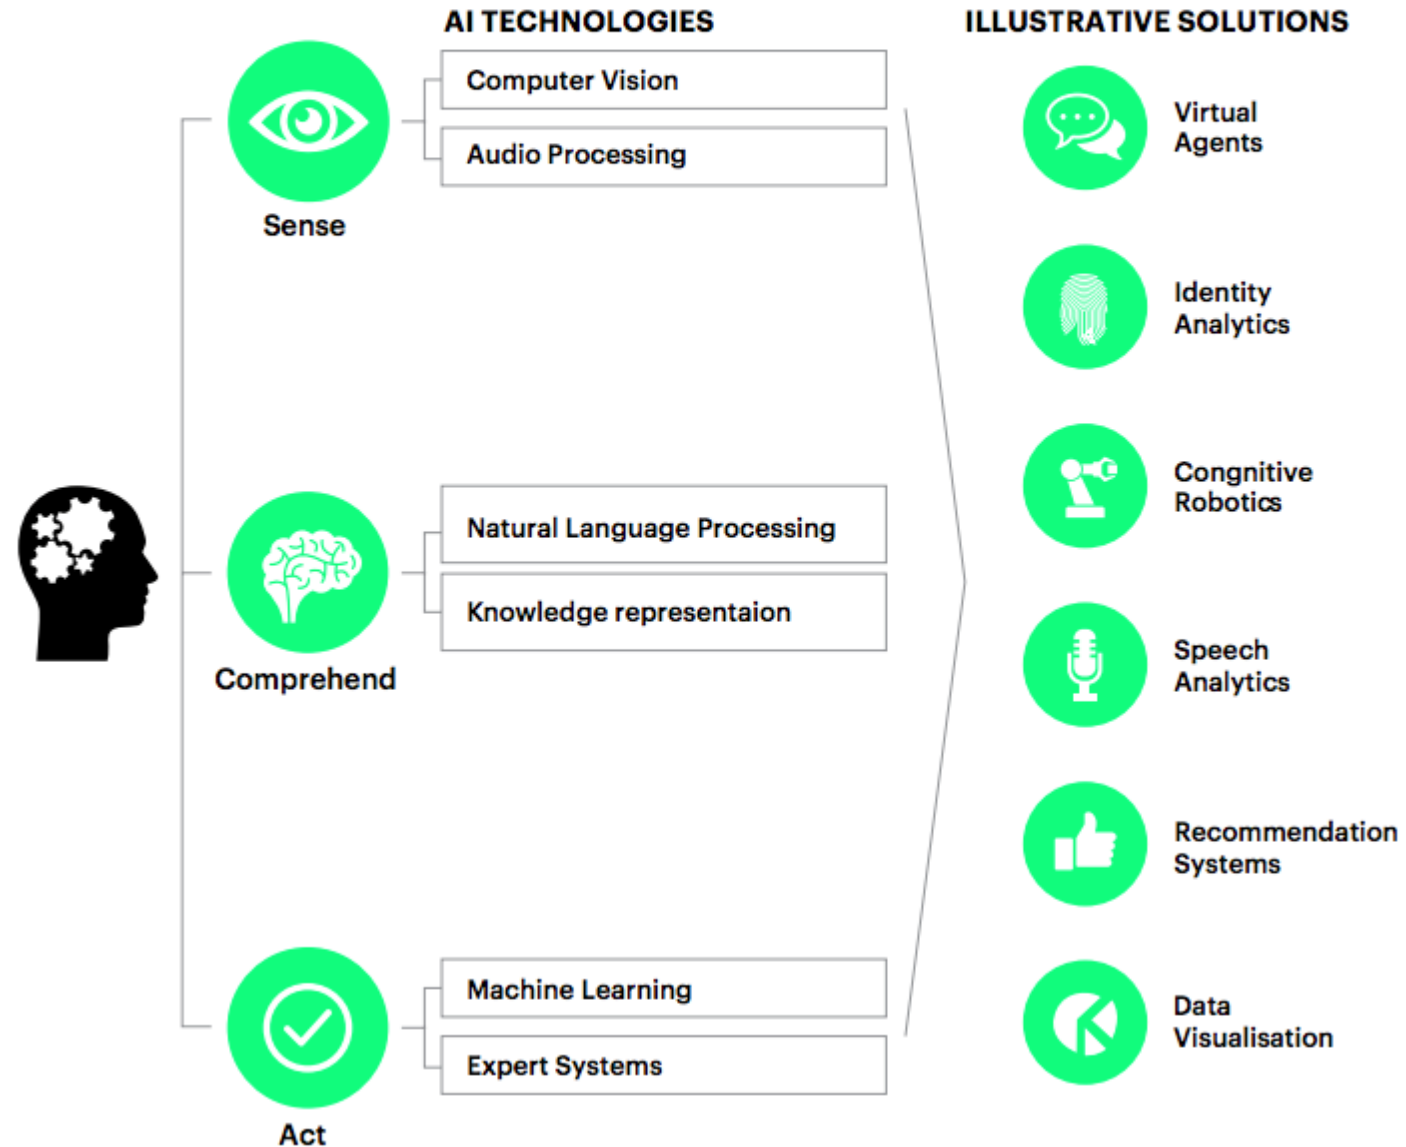 AI TECHNOLOGIES
ILLUSTRATIVE SOLUTIONS
Sense
Computer Vision
Audio Processing
Comprehend
Natural Language Processing
Knowledge representaion
Act
Machine Learning
Expert Systems
Virtual
Agents
Identity
Analytics
Congnitive
Robotics
Speech
Analytics
Recommendation
Systems
Data
Visualisation